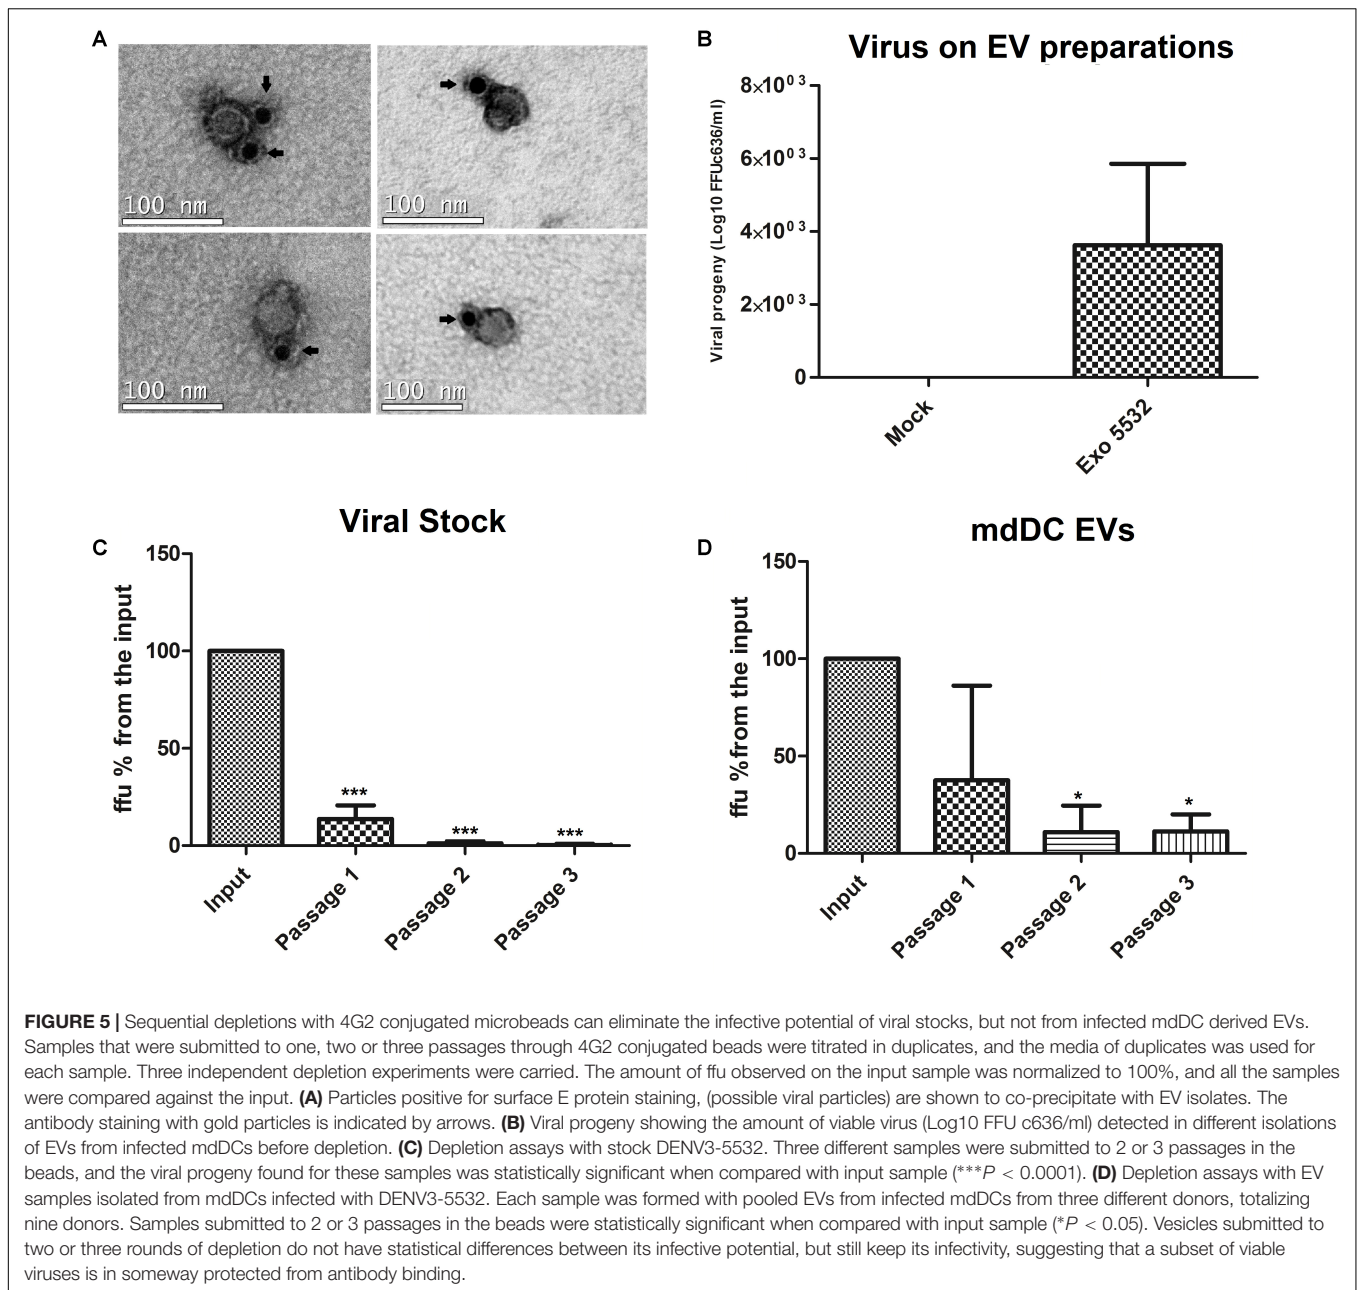 A
100 nm
100 nm
100 nm
100 nm
B
Virus on EV preparations
Viral progeny (Log10 FFUc636/ml)
8×10⁰³
6×10⁰³
4×10⁰³
2×10⁰³
0
Mock
Exo 5532
C
Viral Stock
ffu % from the input
150
100
50
0
***
***
***
Input
Passage 1
Passage 2
Passage 3
D
mdDC EVs
ffu %from the input
150
100
50
0
*
*
Input
Passage 1
Passage 2
Passage 3
FIGURE 5 | Sequential depletions with 4G2 conjugated microbeads can eliminate the infective potential of viral stocks, but not from infected mdDC derived EVs.
Samples that were submitted to one, two or three passages through 4G2 conjugated beads were titrated in duplicates, and the media of duplicates was used for
each sample. Three independent depletion experiments were carried. The amount of ffu observed on the input sample was normalized to 100%, and all the samples
were compared against the input. (A) Particles positive for surface E protein staining, (possible viral particles) are shown to co-precipitate with EV isolates. The
antibody staining with gold particles is indicated by arrows. (B) Viral progeny showing the amount of viable virus (Log10 FFU c636/ml) detected in different isolations
of EVs from infected mdDCs before depletion. (C) Depletion assays with stock DENV3-5532. Three different samples were submitted to 2 or 3 passages in the
beads, and the viral progeny found for these samples was statistically significant when compared with input sample (***P < 0.0001). (D) Depletion assays with EV
samples isolated from mdDCs infected with DENV3-5532. Each sample was formed with pooled EVs from infected mdDCs from three different donors, totalizing
nine donors. Samples submitted to 2 or 3 passages in the beads were statistically significant when compared with input sample (*P < 0.05). Vesicles submitted to
two or three rounds of depletion do not have statistical differences between its infective potential, but still keep its infectivity, suggesting that a subset of viable
viruses is in someway protected from antibody binding.